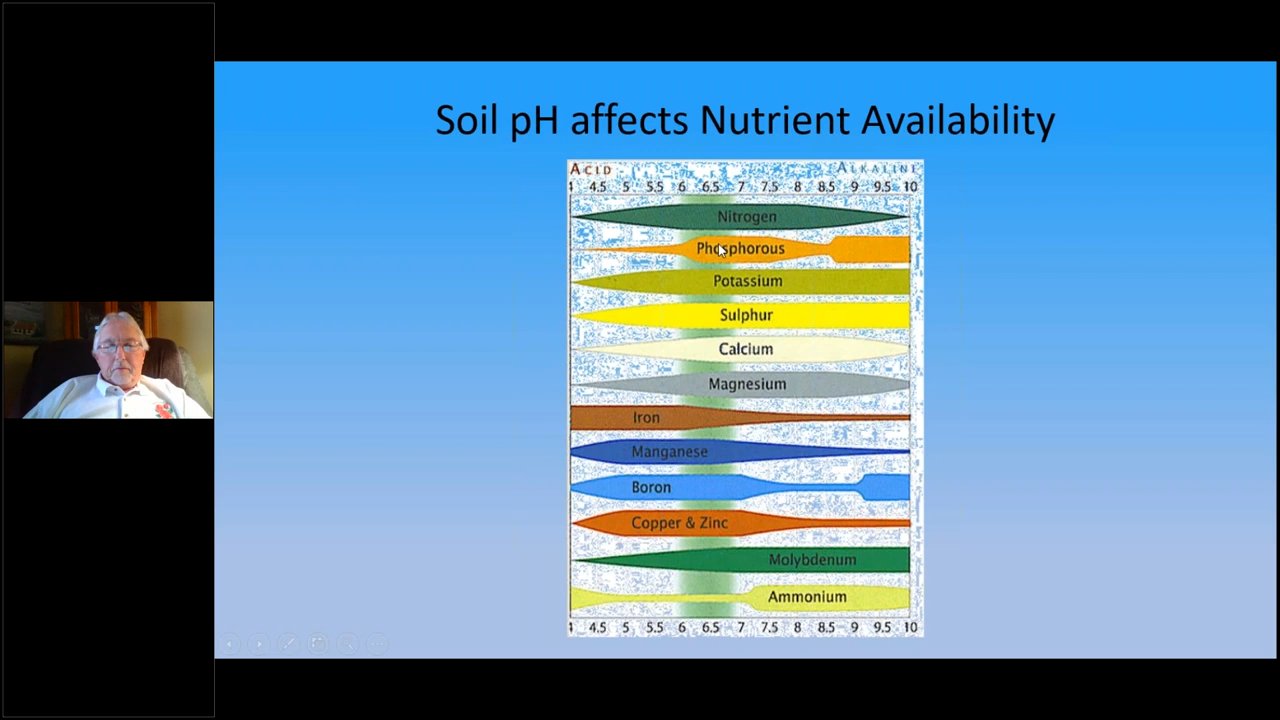 Soil pH affects Nutrient Availability
ACID ALKALINE
4.5 5 5.5 6 6.5 7 7.5 8 8.5 9 9.5 10
Nitrogen
Phosphorous
Potassium
Sulphur
Calcium
Magnesium
Iron
Manganese
Boron
Copper & Zinc
Molybdenum
Ammonium
4.5 5 5.5 6 6.5 7 7.5 8 8.5 9 9.5 10